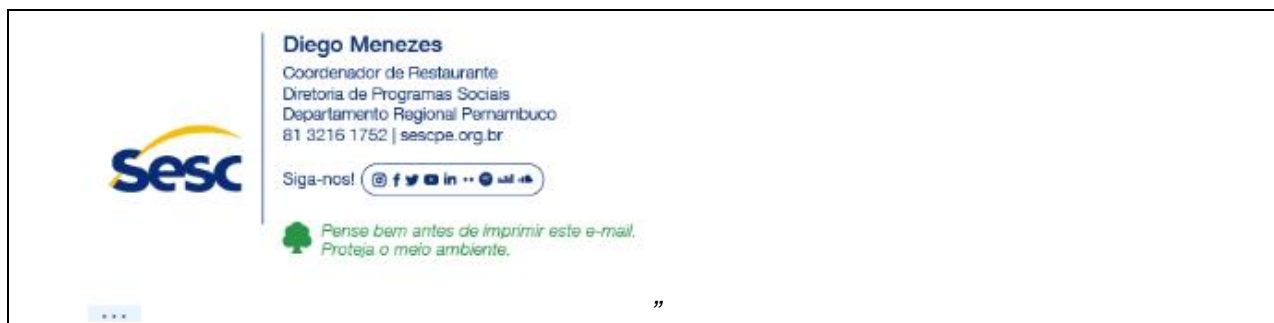 Diego Menezes
Coordenador de Restaurante
Diretoria de Programas Sociais
Departamento Regional Pernambuco
81 3216 1752 | sescpe.org.br
Sesc
Siga-nos!
Pense bem antes de imprimir este e-mail.
Proteja o meio ambiente.
...
”